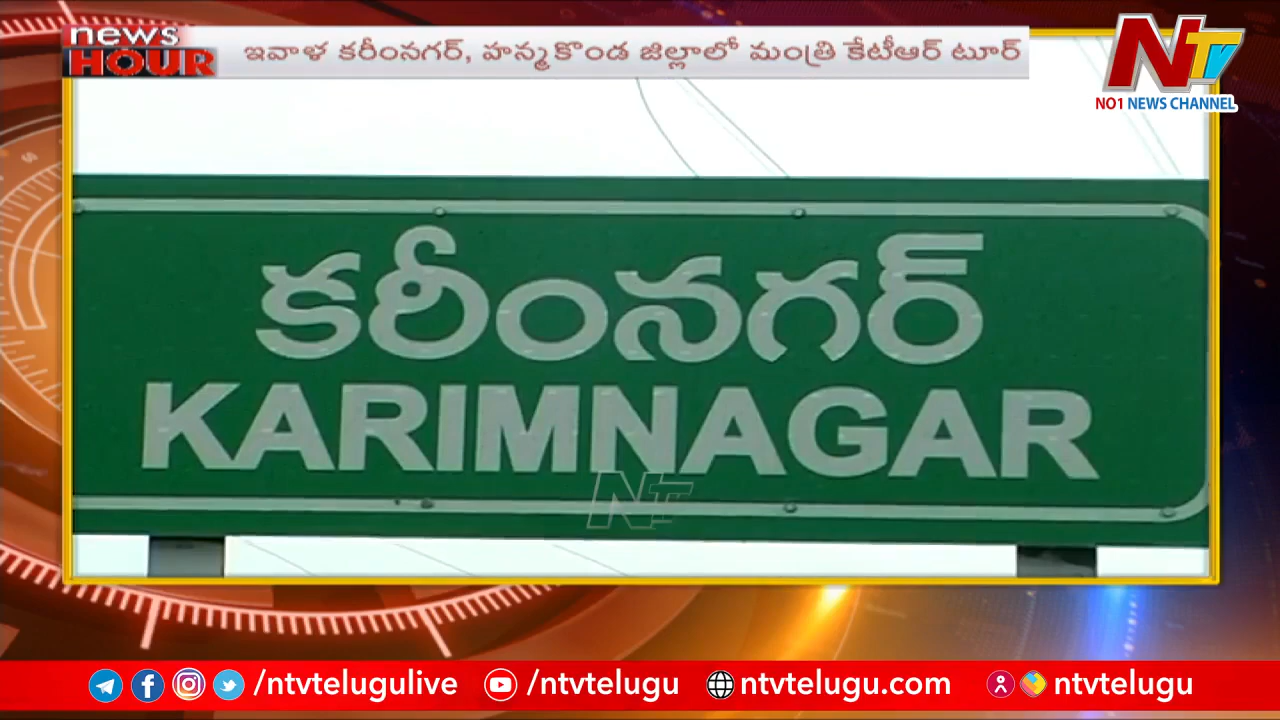 news
HOUR
ఇవాళ కరీంనగర్, హన్మకొండ జిల్లాలో మంత్రి కేటీఆర్ టూర్
NTV
NO1 NEWS CHANNEL
కరీంనగర్
KARIMNAGAR
NTV
/ntvtelugulive
/ntvtelugu
ntvtelugu.com
ntvtelugu